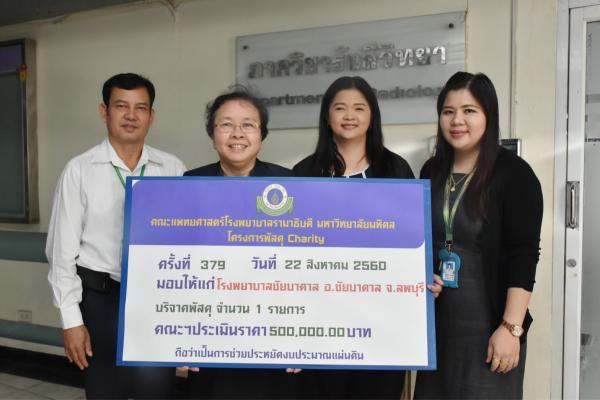 ภาควิชารังสีวิทยา
Department Radiology
คณะแพทยศาสตร์โรงพยาบาลรามาธิบดี มหาวิทยาลัยมหิดล
โครงการพัสดุ Charity
ครั้งที่ 379 วันที่ 22 สิงหาคม 2560
มอบให้แก่ โรงพยาบาลชัยบาดาล อ.ชัยบาดาล จ.ลพบุรี
บริจาคพัสดุ จำนวน 1 รายการ
คณะฯประเมินราคา 500,000.00 บาท
ถือว่าเป็นการช่วยประหยัดงบประมาณแผ่นดิน